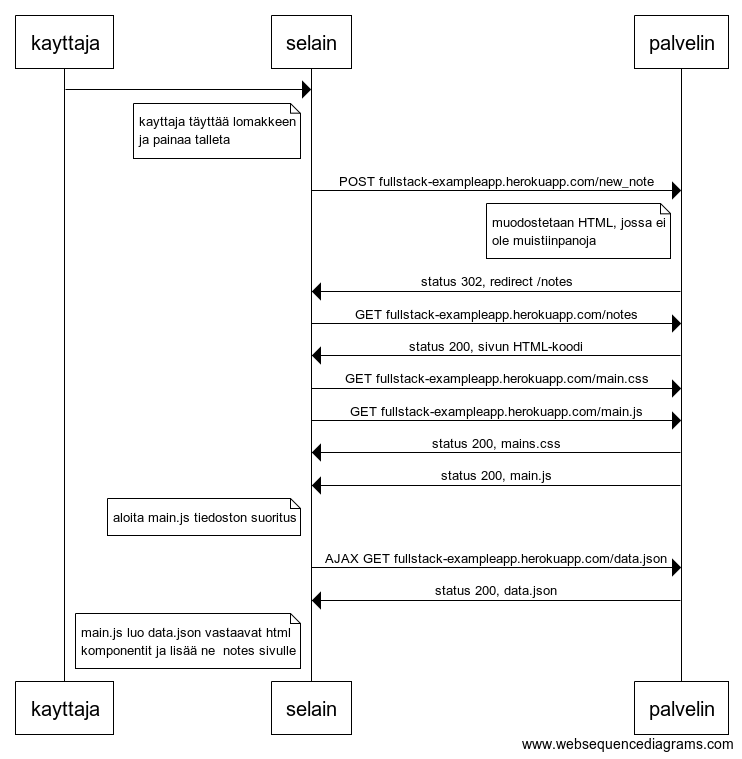 kayttaja
selain
palvelin
kayttaja täyttää lomakkeen
ja painaa talleta
POST fullstack-exampleapp.herokuapp.com/new_note
muodostetaan HTML, jossa ei
ole muistiinpanoja
status 302, redirect /notes
GET fullstack-exampleapp.herokuapp.com/notes
status 200, sivun HTML-koodi
GET fullstack-exampleapp.herokuapp.com/main.css
GET fullstack-exampleapp.herokuapp.com/main.js
status 200, mains.css
status 200, main.js
aloita main.js tiedoston suoritus
AJAX GET fullstack-exampleapp.herokuapp.com/data.json
status 200, data.json
main.js luo data.json vastaavat html
komponentit ja lisää ne  notes sivulle
kayttaja
selain
palvelin
www.websequencediagrams.com